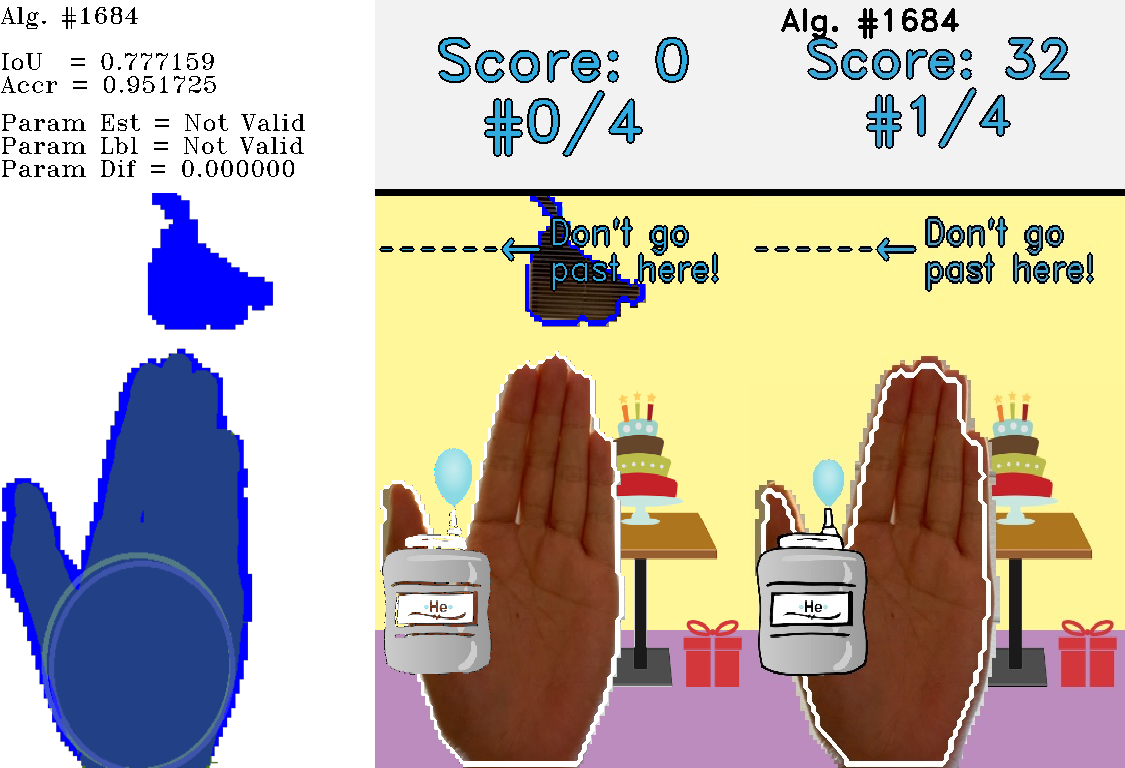 Alg. #1684
IoU = 0.777159
Accr = 0.951725
Param Est = Not Valid
Param Lbl = Not Valid
Param Dif = 0.000000
Score: 0
#0/4
Don't go
past here!
·He·
Alg. #1684
Score: 32
#1/4
Don't go
past here!
·He·